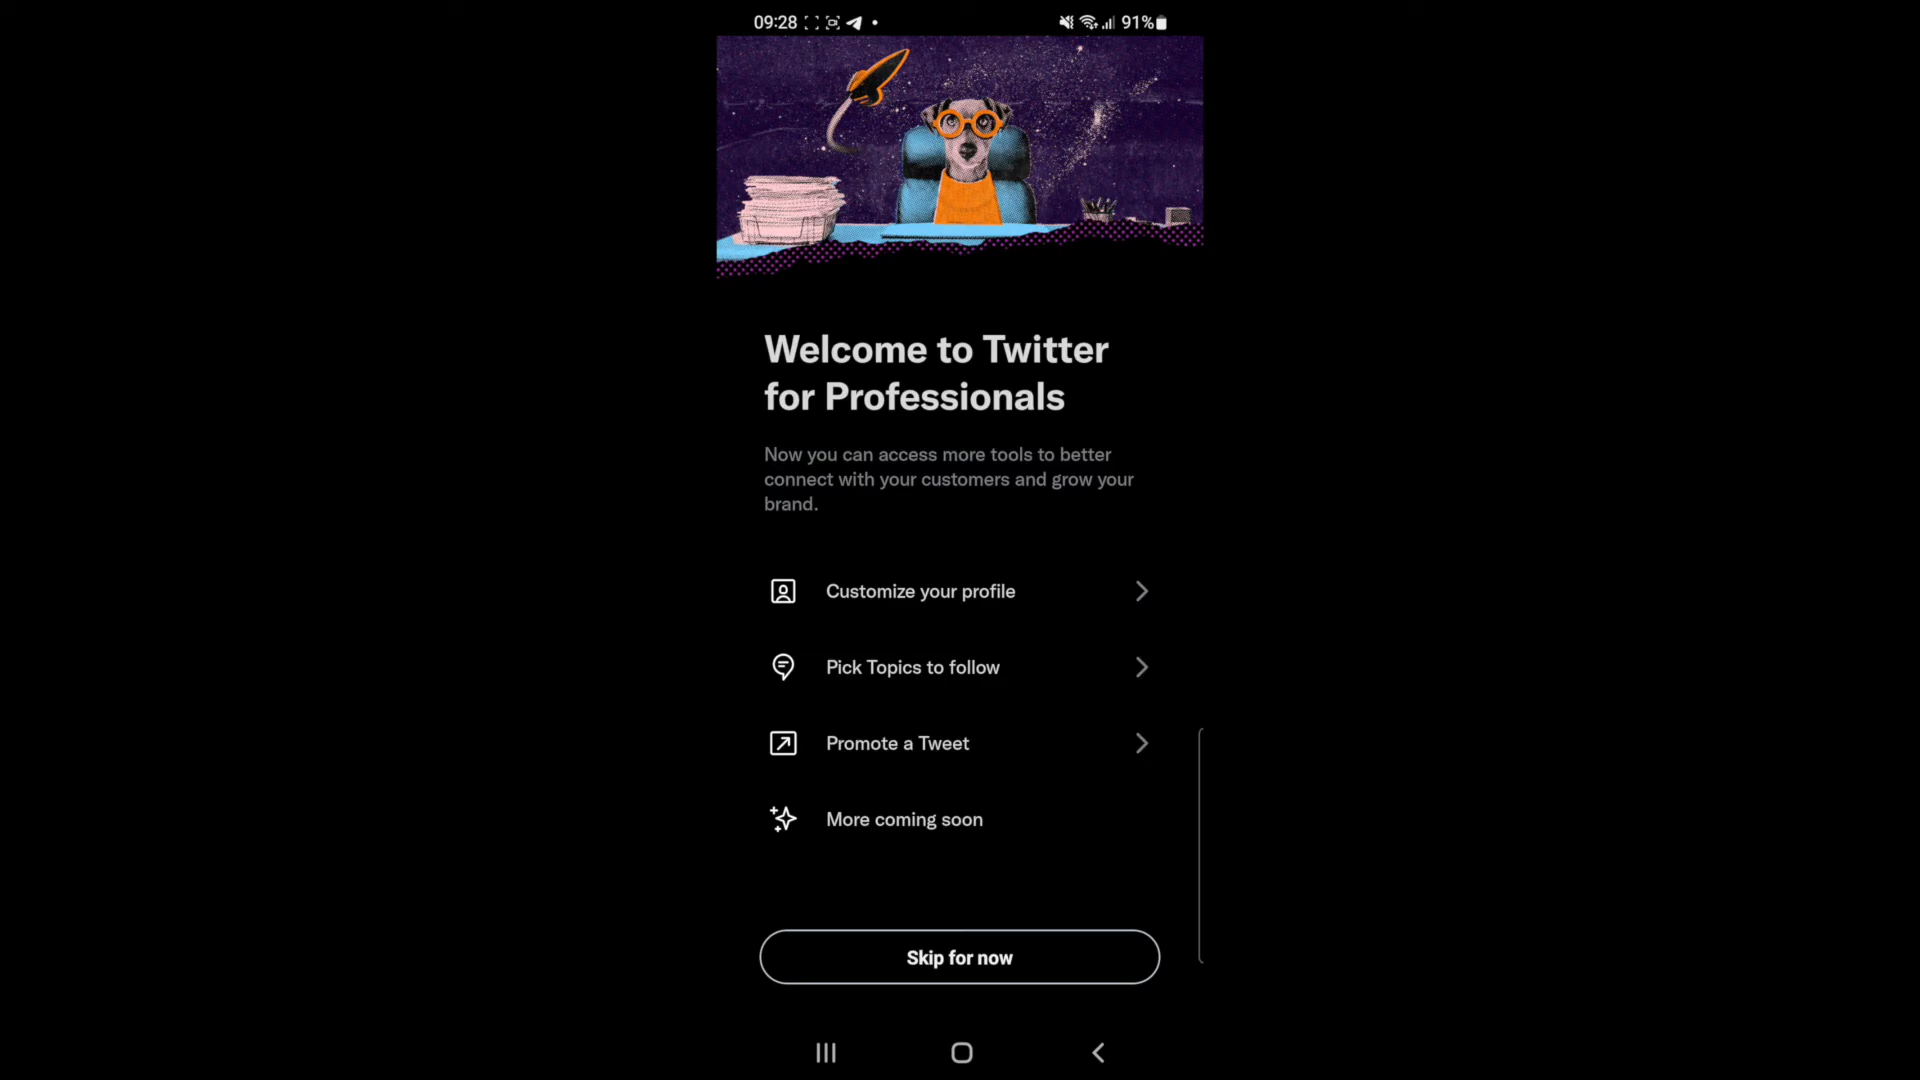 09:28 91%
Welcome to Twitter
for Professionals
Now you can access more tools to better
connect with your customers and grow your
brand.
Customize your profile
Pick Topics to follow
Promote a Tweet
More coming soon
Skip for now